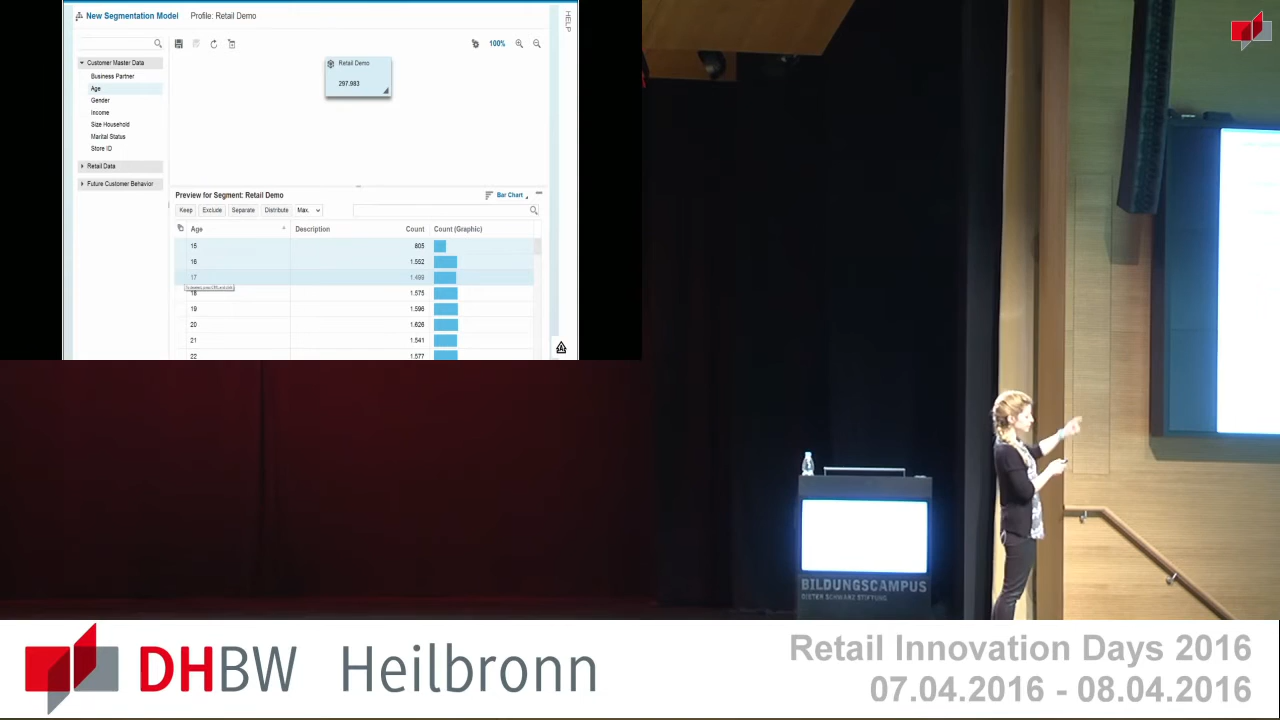 New Segmentation Model
Profile: Retail Demo
HELP
100%
Customer Master Data
Business Partner
Age
Gender
Income
Size Household
Marital Status
Store ID
Retail Data
Future Customer Behavior
Retail Demo
297.983
Preview for Segment: Retail Demo
Bar Chart
Keep Exclude Separate Distribute Max.
Age Description Count Count (Graphic)
15 805
16 1.552
17 1.499
18 1.575
19 1.596
20 1.626
21 1.541
22 1.577
BILDUNGSCAMPUS
DIETER SCHWARZ STIFTUNG
DHBW Heilbronn
Retail Innovation Days 2016
07.04.2016 - 08.04.2016